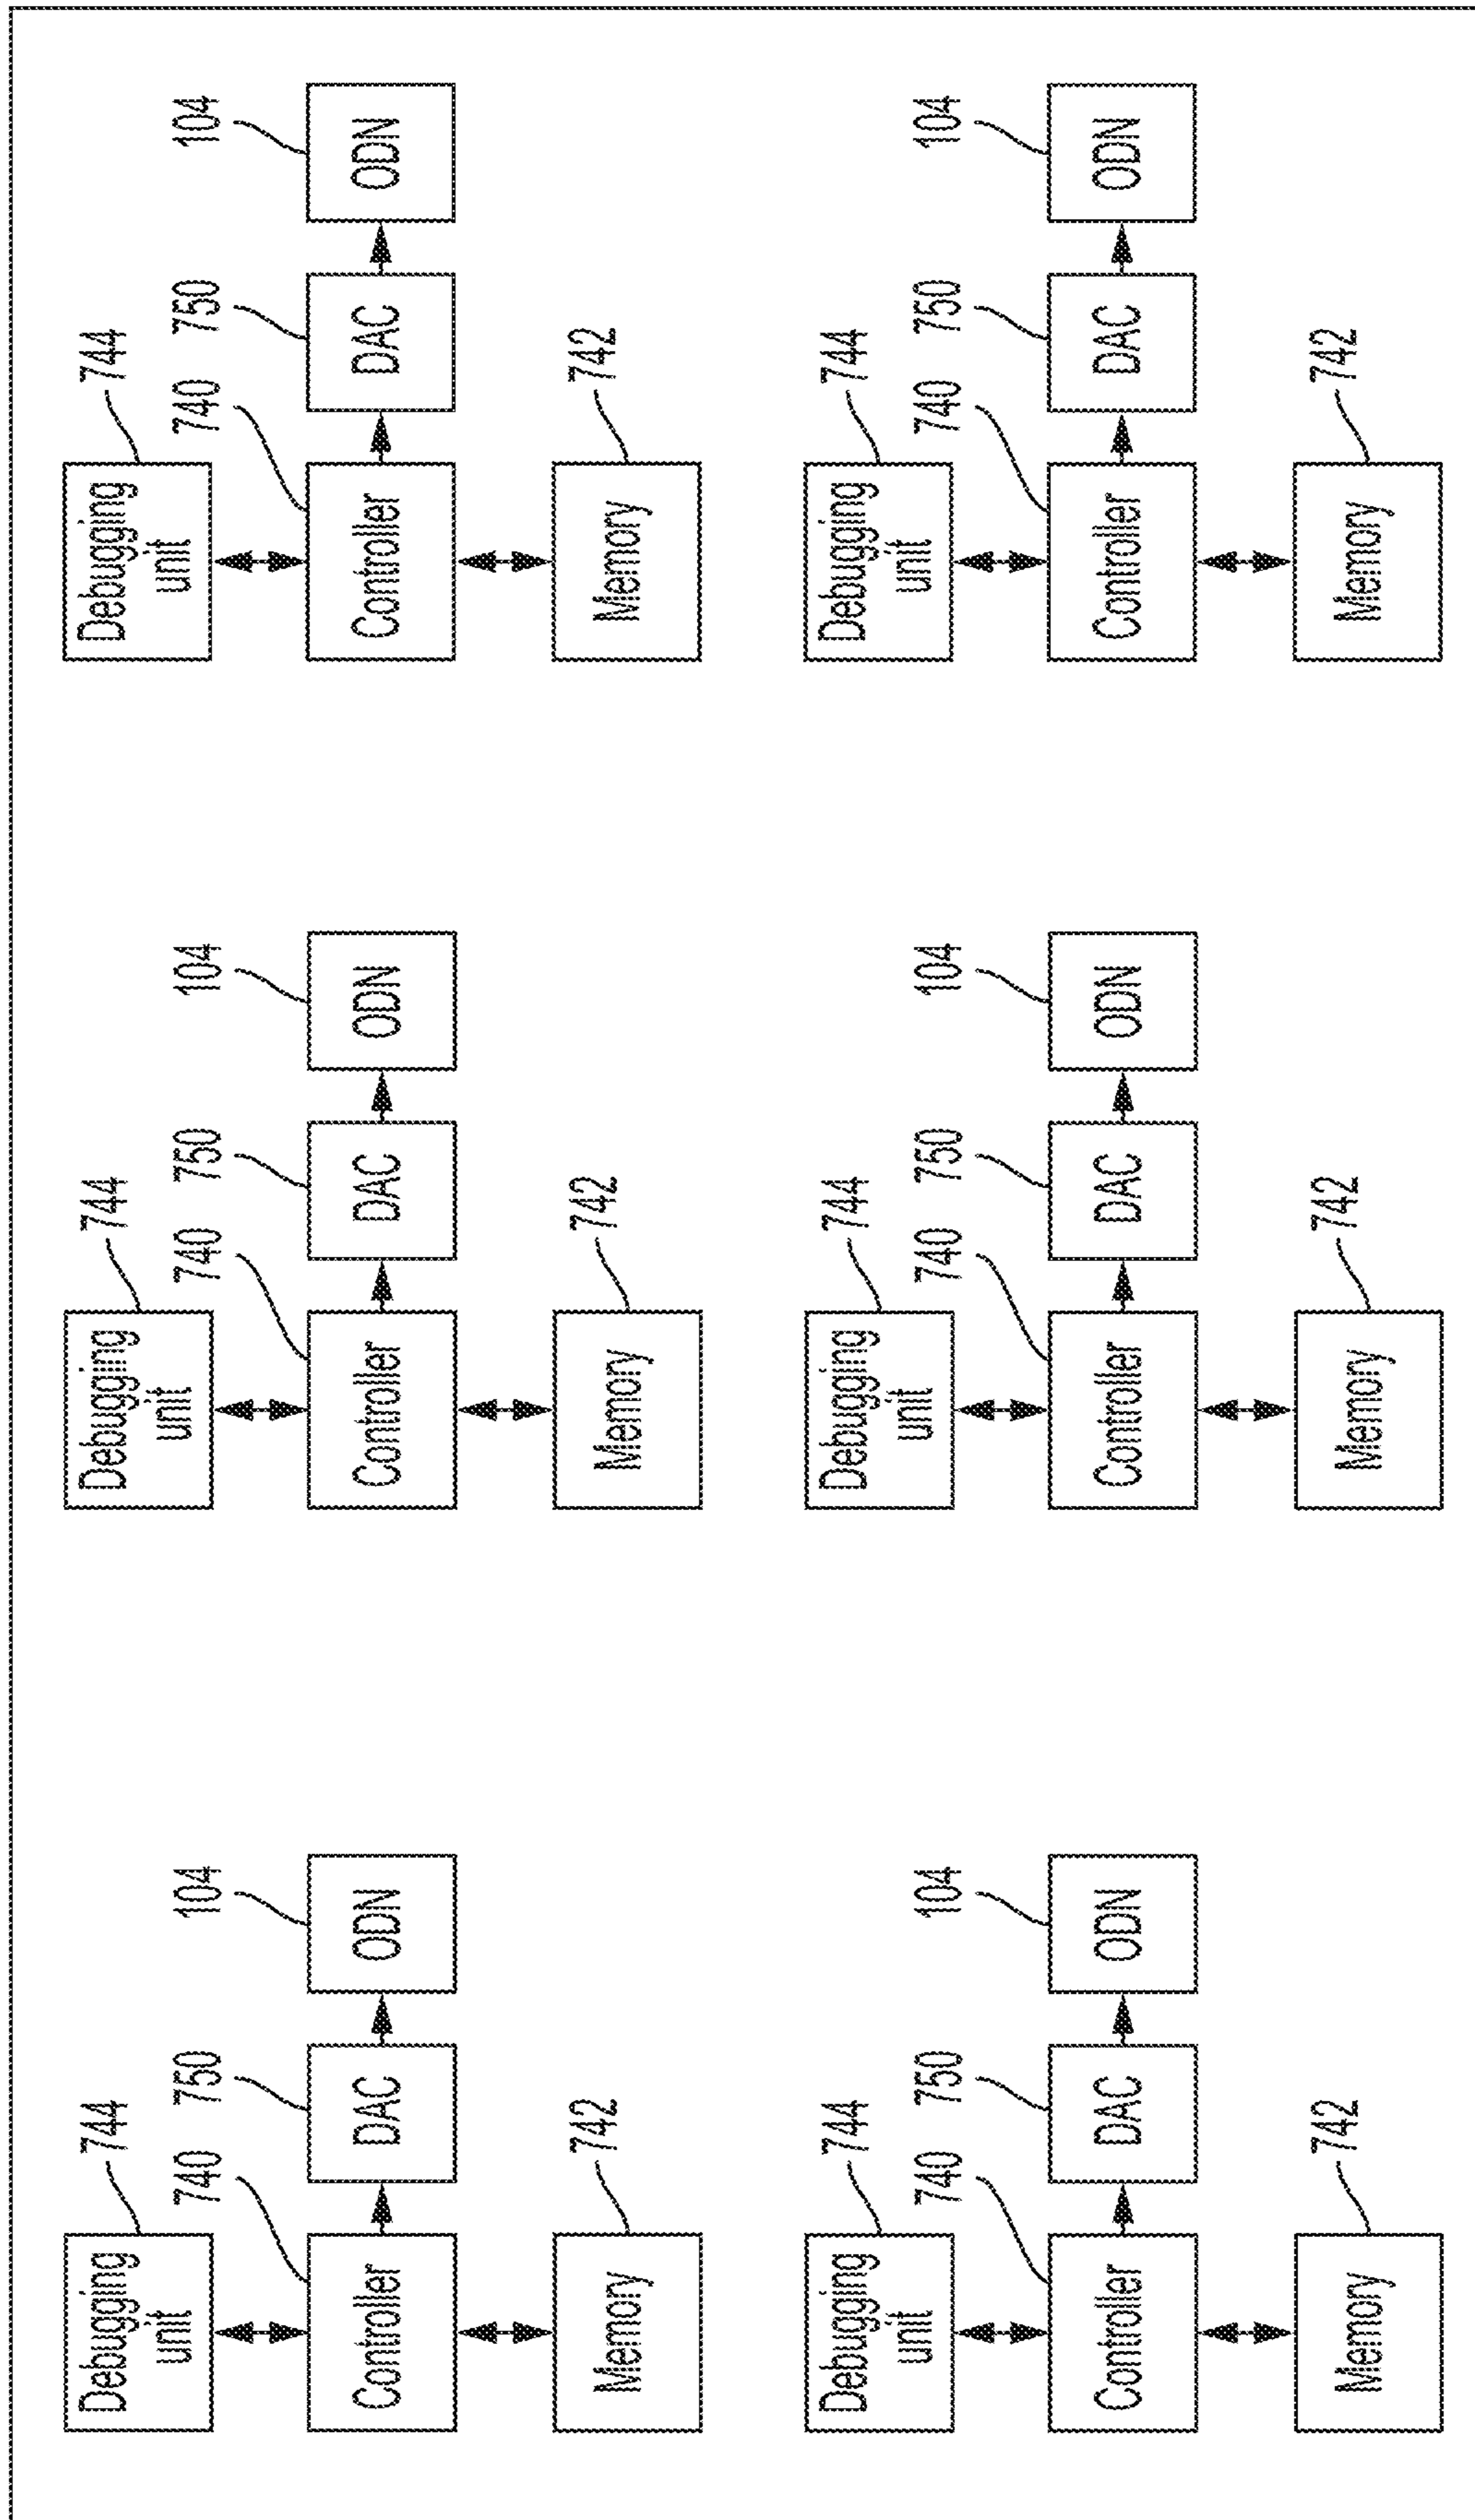 Debugging
unit
744
740
750
104
Controller
DAC
ODN
Memory
742
Debugging
unit
744
740
750
104
Controller
DAC
ODN
Memory
742
Debugging
unit
744
740
750
104
Controller
DAC
ODN
Memory
742
Debugging
unit
744
740
750
104
Controller
DAC
ODN
Memory
742
Debugging
unit
744
740
750
104
Controller
DAC
ODN
Memory
742
Debugging
unit
744
740
750
104
Controller
DAC
ODN
Memory
742